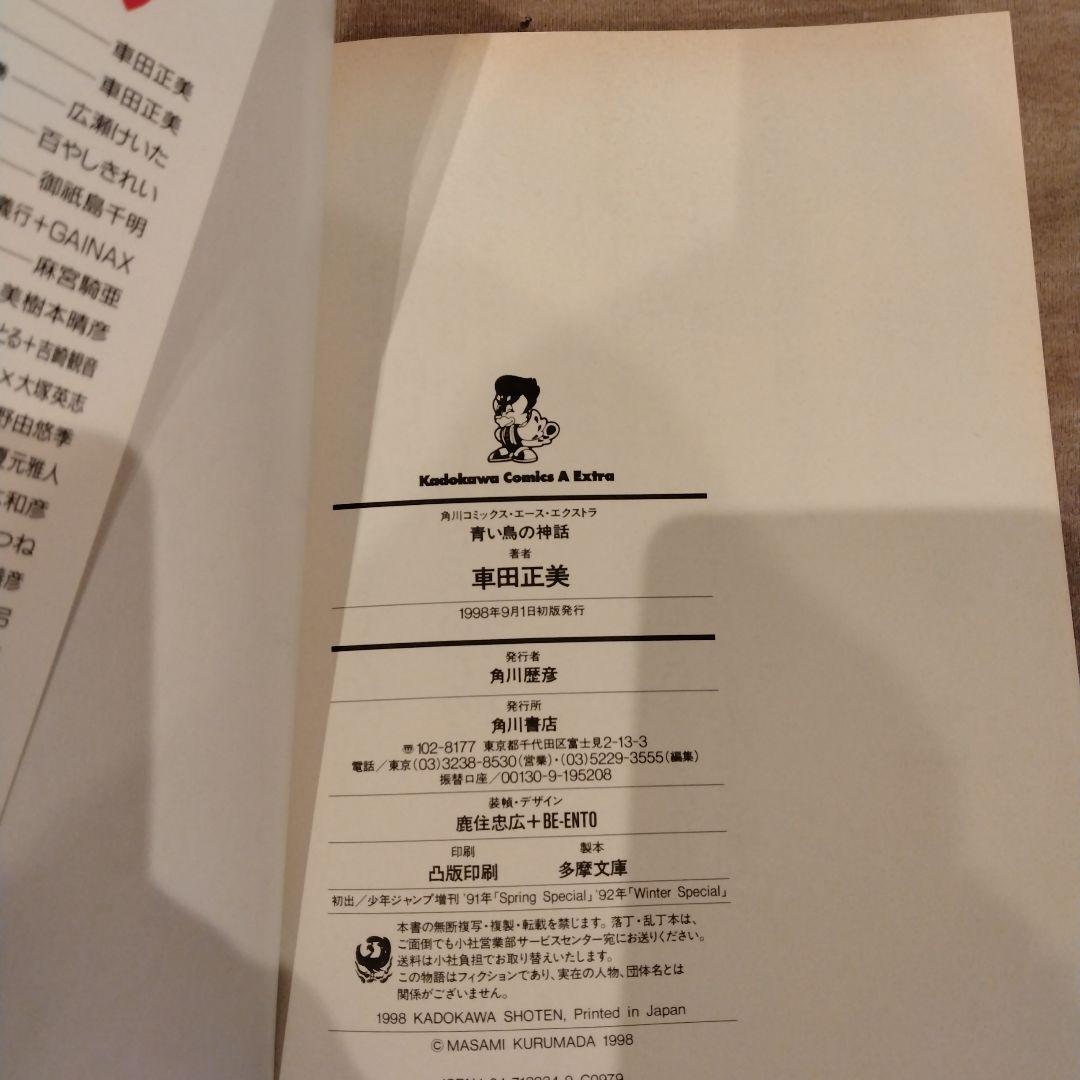 車田正美
車田正美
広瀬けいた
百やしきれい
御祇島千明
義行+GAINAX
麻宮騎亜
美樹本晴彦
とる+吉崎観音
×大塚英志
野由悠季
夏元雅人
和彦
つね
彦
Kadokawa Comics A Extra
角川コミックス・エース・エクストラ
青い鳥の神話
著者
車田正美
1998年9月1日初版発行
発行者
角川歴彦
発行所
角川書店
〠102-8177 東京都千代田区富士見2-13-3
電話/東京(03)3238-8530(営業)・(03)5229-3555(編集)
振替口座/00130-9-195208
装幀・デザイン
鹿住忠広+BE-ENTO
印刷 製本
凸版印刷 多摩文庫
初出/少年ジャンプ増刊 '91年「Spring Special」'92年「Winter Special」
本書の無断複写・複製・転載を禁じます。落丁・乱丁本は、
ご面倒でも小社営業部サービスセンター宛にお送りください。
送料は小社負担でお取り替えいたします。
この物語はフィクションであり、実在の人物、団体名とは
関係がございません。
1998 KADOKAWA SHOTEN, Printed in Japan
©MASAMI KURUMADA 1998